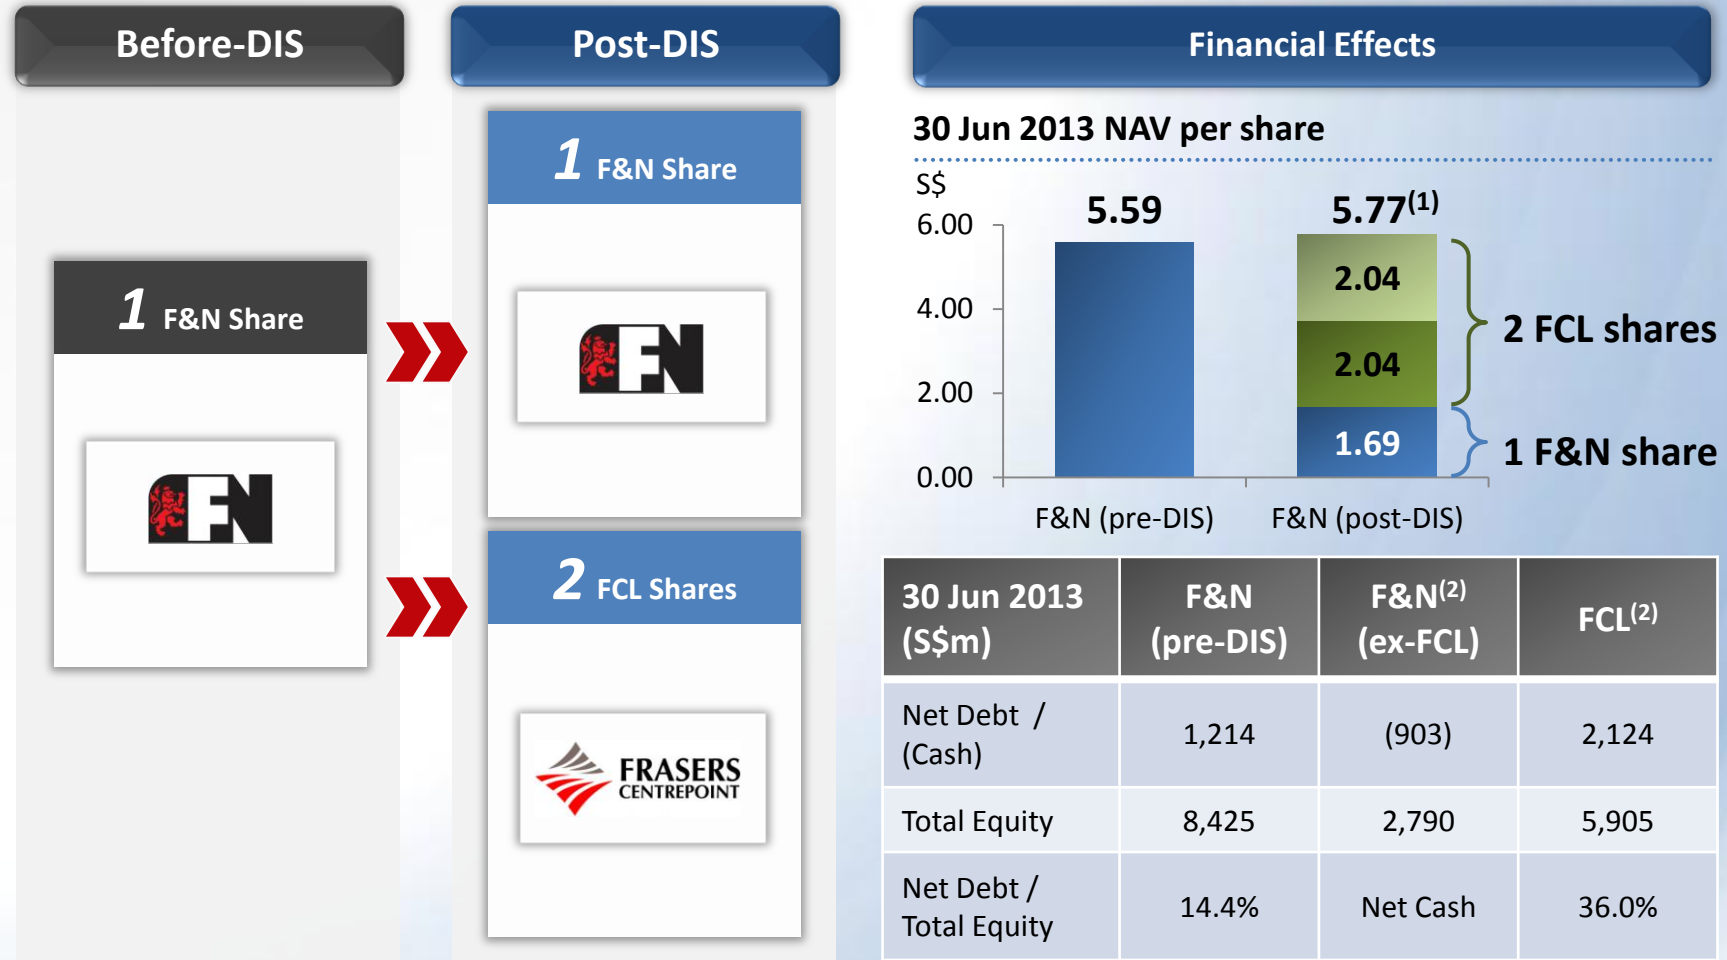 Before-DIS
1 F&N Share
FN
Post-DIS
1 F&N Share
FN
2 FCL Shares
FRASERS
CENTREPOINT
Financial Effects
30 Jun 2013 NAV per share
S$
6.00
4.00
2.00
0.00
5.59
5.77(1)
2.04
2.04
1.69
2 FCL shares
1 F&N share
F&N (pre-DIS)
F&N (post-DIS)
30 Jun 2013
(S$m)
F&N
(pre-DIS)
F&N(2)
(ex-FCL)
FCL(2)
Net Debt /
(Cash)
1,214
(903)
2,124
Total Equity
8,425
2,790
5,905
Net Debt /
Total Equity
14.4%
Net Cash
36.0%